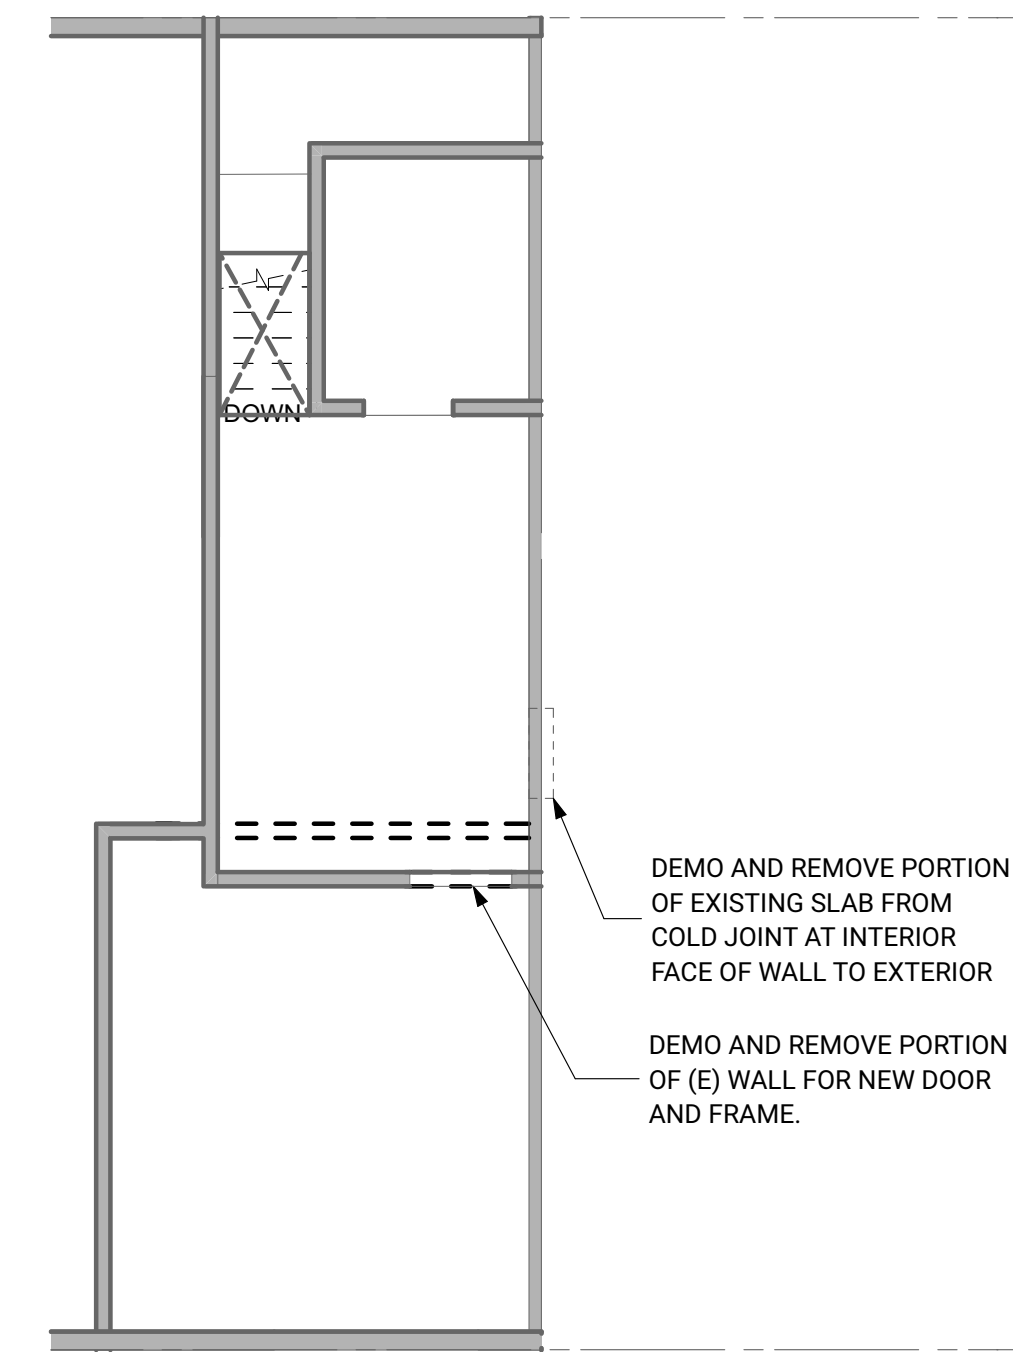 DOWN
DEMO AND REMOVE PORTION
OF EXISTING SLAB FROM
COLD JOINT AT INTERIOR
FACE OF WALL TO EXTERIOR
DEMO AND REMOVE PORTION
OF (E) WALL FOR NEW DOOR
AND FRAME.